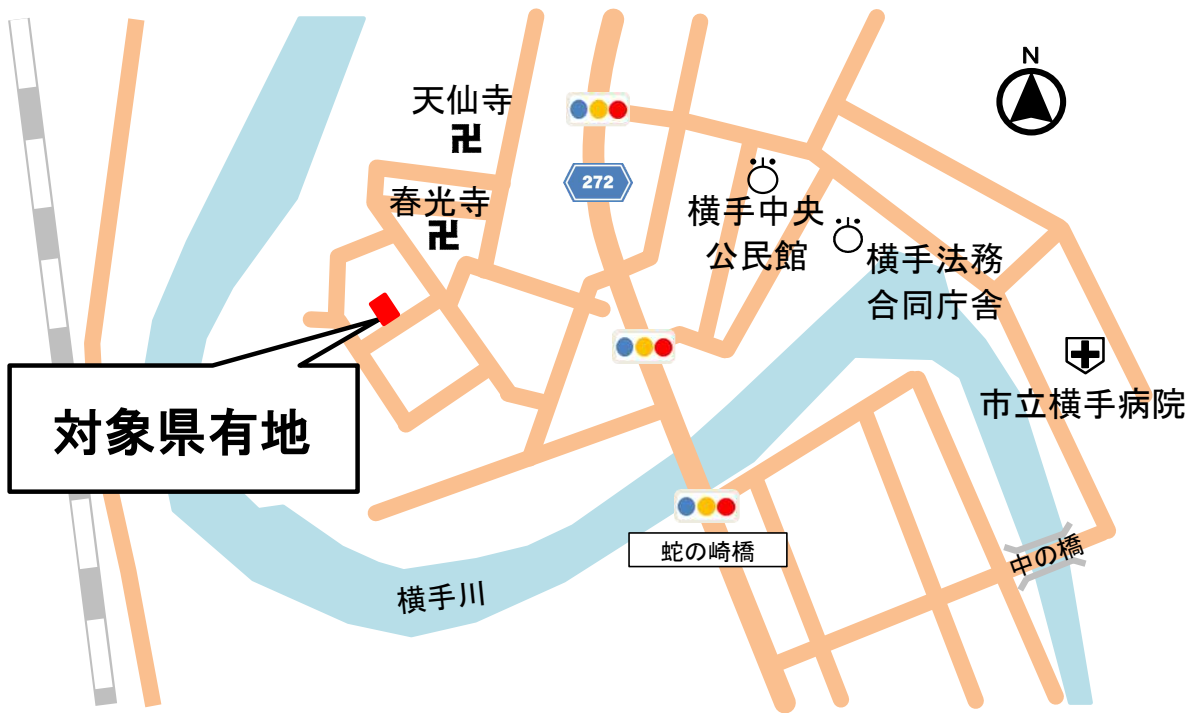 N
天仙寺
272
春光寺
横手中央
公民館
横手法務
合同庁舎
市立横手病院
対象県有地
蛇の崎橋
中の橋
横手川